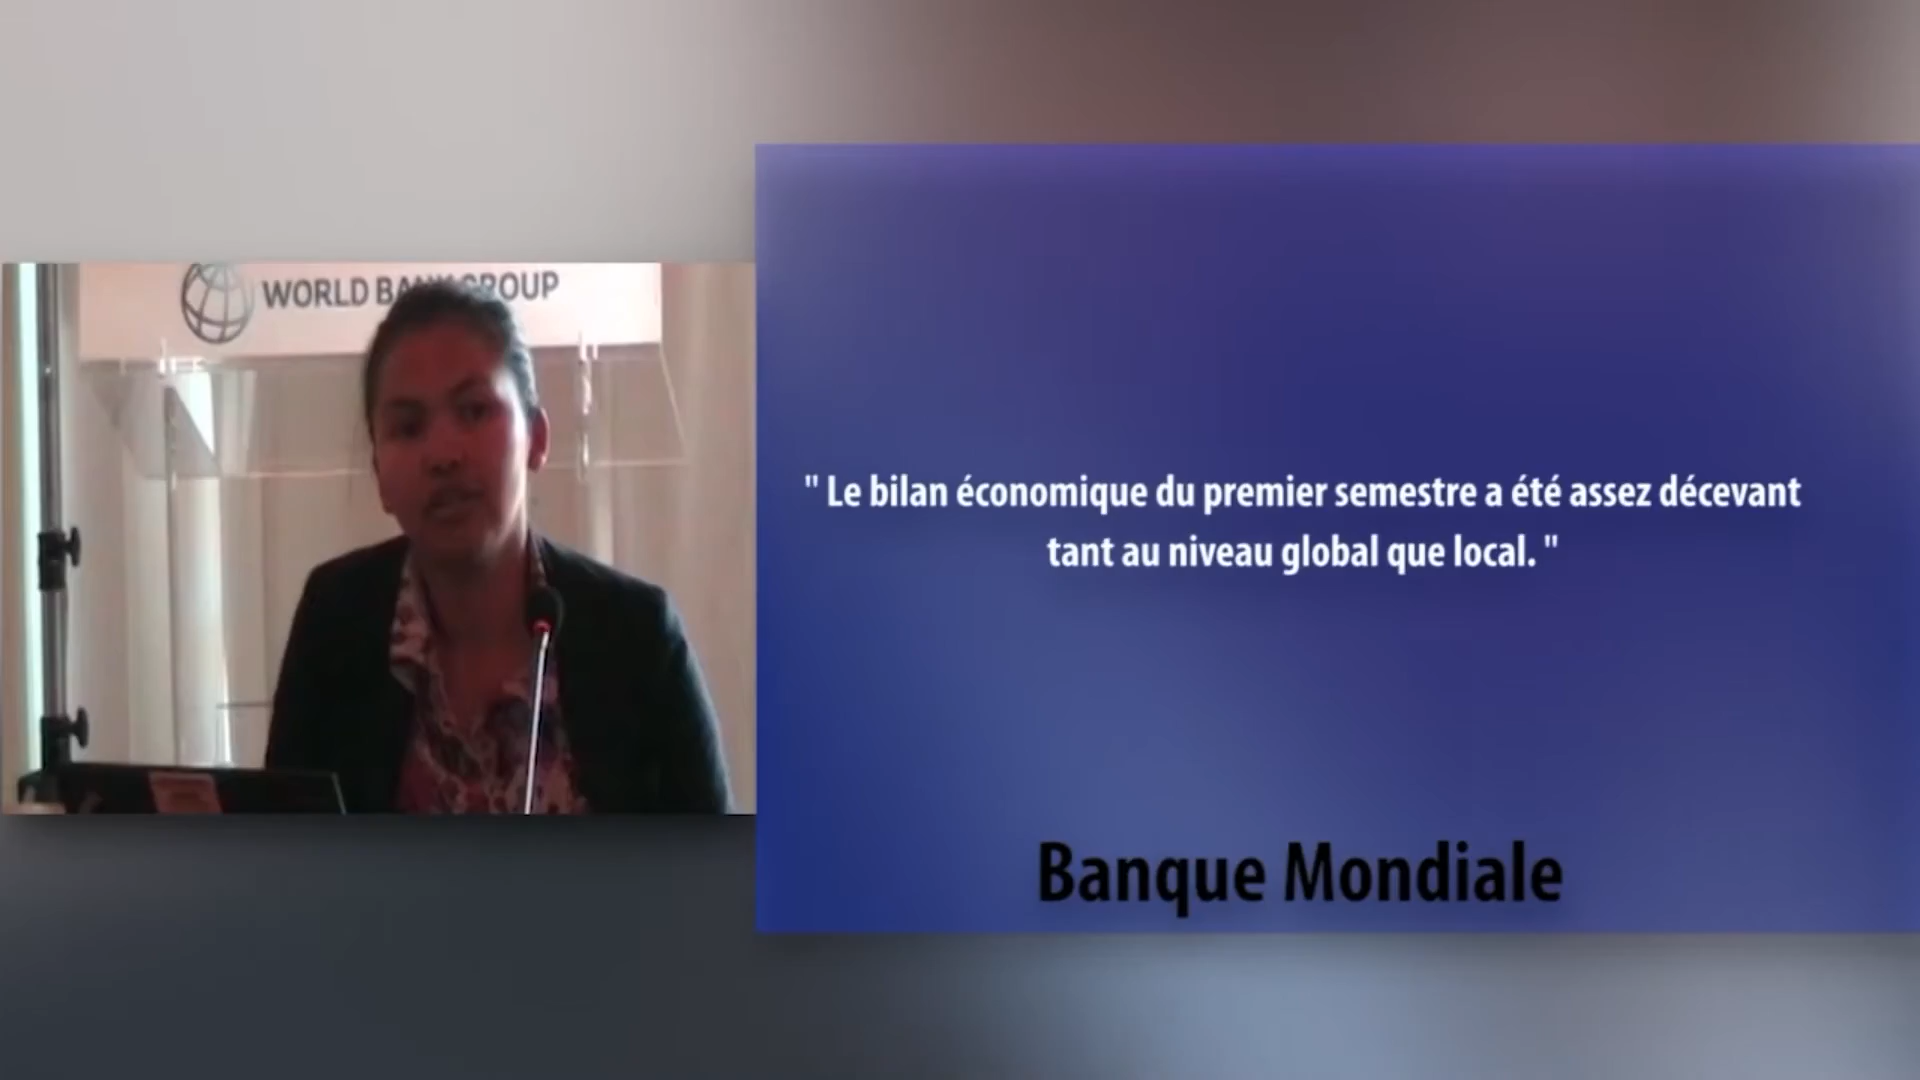 WORLD BANK GROUP
" Le bilan économique du premier semestre a été assez décevant
tant au niveau global que local. "
Banque Mondiale